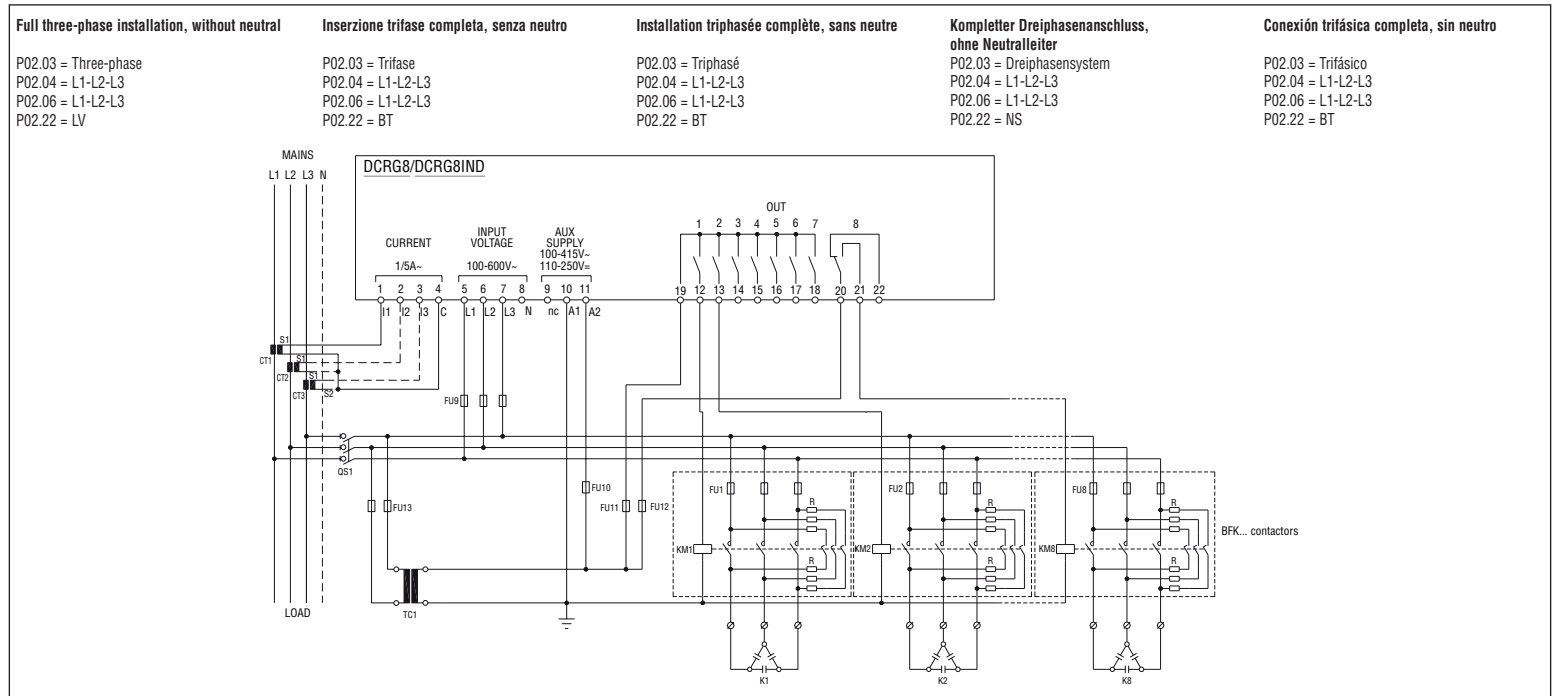 Full three-phase installation, without neutral
P02.03 = Three-phase
P02.04 = L1-L2-L3
P02.06 = L1-L2-L3
P02.22 = LV
Inserzione trifase completa, senza neutro
P02.03 = Trifase
P02.04 = L1-L2-L3
P02.06 = L1-L2-L3
P02.22 = BT
Installation triphasée complète, sans neutre
P02.03 = Triphasé
P02.04 = L1-L2-L3
P02.06 = L1-L2-L3
P02.22 = BT
Kompletter Dreiphasenanschluss,
ohne Neutralleiter
P02.03 = Dreiphasensystem
P02.04 = L1-L2-L3
P02.06 = L1-L2-L3
P02.22 = NS
Conexión trifásica completa, sin neutro
P02.03 = Trifásico
P02.04 = L1-L2-L3
P02.06 = L1-L2-L3
P02.22 = BT
MAINS
L1 L2 L3 N
DCRG8/DCRG8IND
OUT
1 2 3 4 5 6 7 8
CURRENT
1/5A~
INPUT
VOLTAGE
100-600V~
AUX
SUPPLY
100-415V~
110-250V=
1 2 3 4 5 6 7 8 9 10 11
19 12 13 14 15 16 17 18 20 21 22
I1 I2 I3 C L1 L2 L3 N nc A1 A2
S1
CT1
S1
CT2
S1
CT3 S2
FU9
QS1
FU13
FU10
FU11
FU12
FU1
R
KM1
R
FU2
R
KM2
R
FU8
R
KM8
R
BFK... contactors
LOAD
TC1
K1
K2
K8